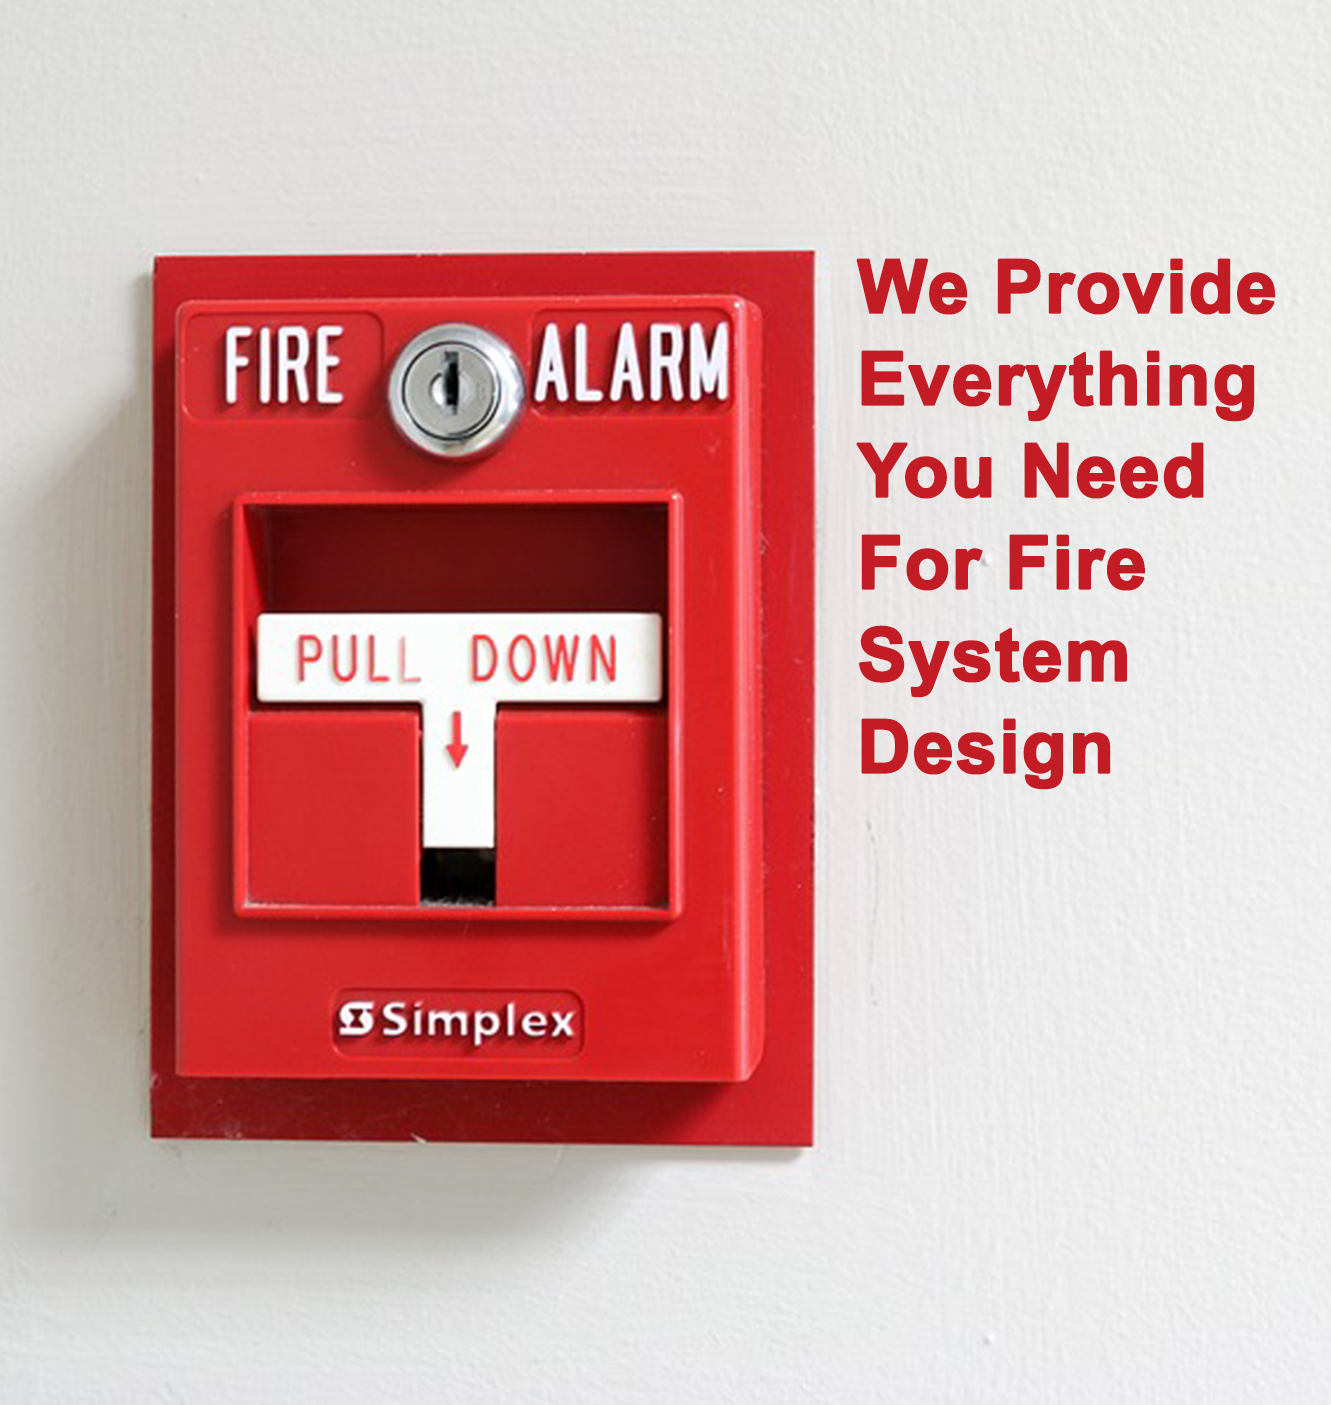 FIRE ALARM
PULL DOWN
Simplex
We Provide
Everything
You Need
For Fire
System
Design